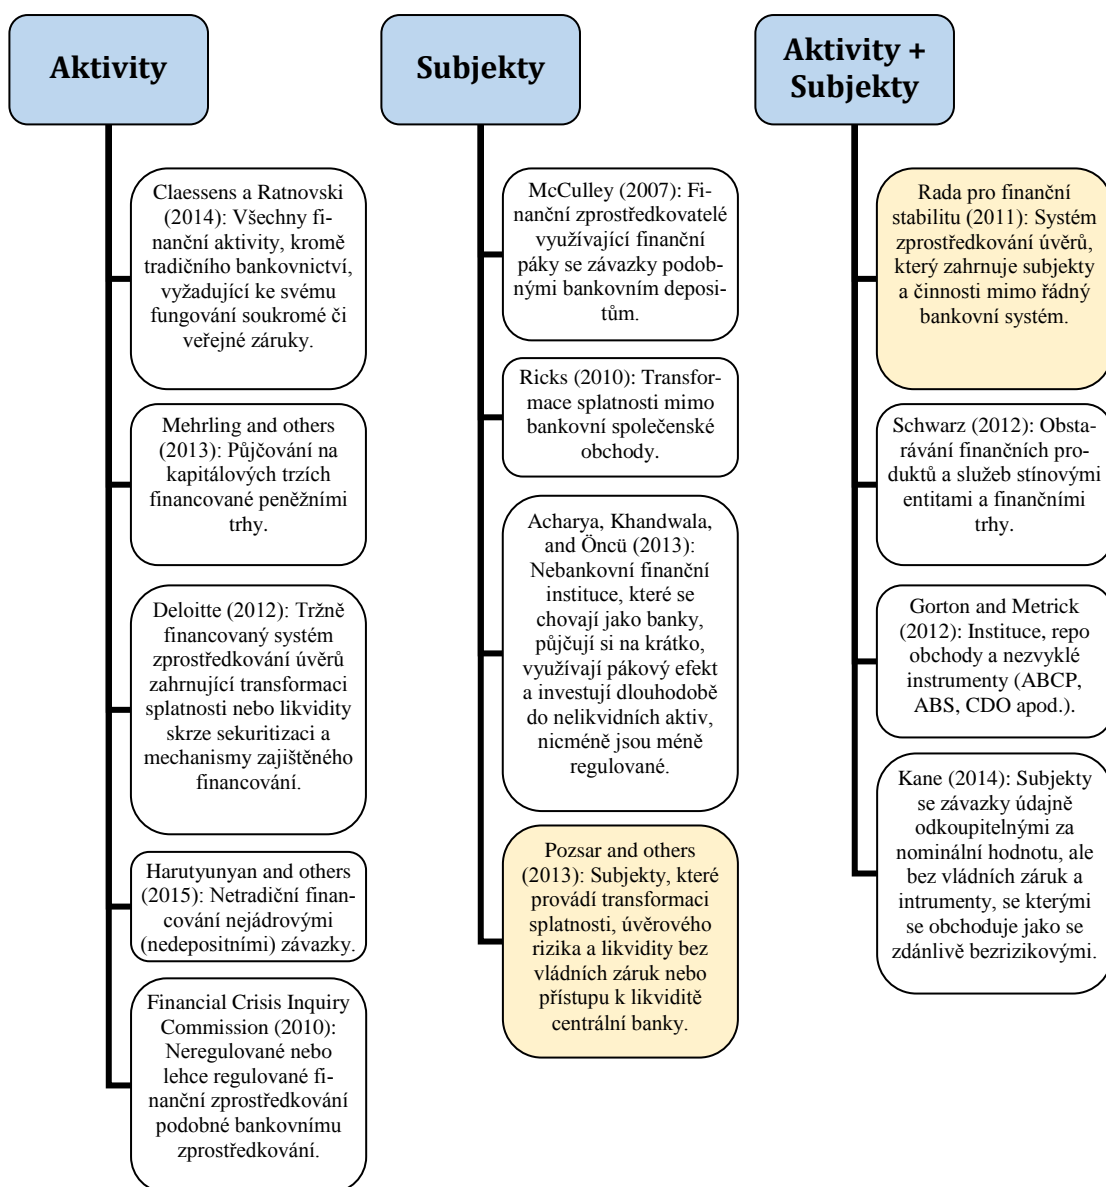 Aktivity
Claessens a Ratnovski
(2014): Všechny fi-
nanční aktivity, kromě
tradičního bankovnictví,
vyžadující ke svému
fungování soukromé či
veřejné záruky.
Mehrling and others
(2013): Půjčování na
kapitálových trzích
financované peněžními
trhy.
Deloitte (2012): Tržně
financovaný systém
zprostředkování úvěrů
zahrnující transformaci
splatnosti nebo likvidity
skrze sekuritizaci a
mechanismy zajištěného
financování.
Harutyunyan and others
(2015): Netradiční finan-
cování nejádrovými
(nedepositními) závazky.
Financial Crisis Inquiry
Commission (2010):
Neregulované nebo
lehce regulované fi-
nanční zprostředkování
podobné bankovnímu
zprostředkování.
Subjekty
McCulley (2007): Fi-
nanční zprostředkovatelé
využívající finanční
páky se závazky podob-
nými bankovním deposi-
tům.
Ricks (2010): Transfor-
mace splatnosti mimo
bankovní společenské
obchody.
Acharya, Khandwala,
and Öncü (2013):
Nebankovní finanční
instituce, které se
chovají jako banky,
půjčují si na krátko,
využívají pákový efekt
a investují dlouhodobě
do nelikvidních aktiv,
nicméně jsou méně
regulované.
Pozsar and others
(2013): Subjekty, které
provádí transformaci
splatnosti, úvěrového
rizika a likvidity bez
vládních záruk nebo
přístupu k likviditě
centrální banky.
Aktivity +
Subjekty
Rada pro finanční
stabilitu (2011): Systém
zprostředkování úvěrů,
který zahrnuje subjekty
a činnosti mimo řádný
bankovní systém.
Schwarz (2012): Obsta-
rávání finančních pro-
duktů a služeb stínovými
entitami a finančními
trhy.
Gorton and Metrick
(2012): Instituce, repo
obchody a nezvyklé
instrumenty (ABCP,
ABS, CDO apod.).
Kane (2014): Subjekty
se závazky údajně
odkoupitelnými za
nominální hodnotu, ale
bez vládních záruk a
intrumenty, se kterými
se obchoduje jako se
zdánlivě bezrizikovými.